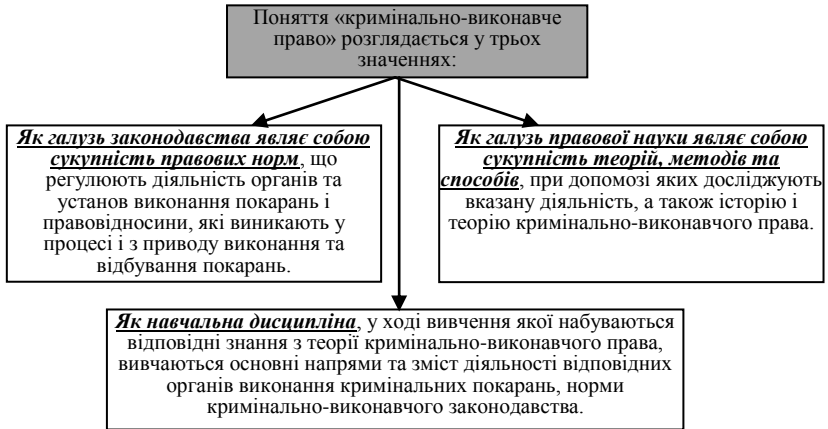 Поняття «кримінально-виконавче
право» розглядається у трьох
значеннях:
Як галузь законодавства являє собою
сукупність правових норм, що
регулюють діяльність органів та
установ виконання покарань і
правовідносини, які виникають у
процесі і з приводу виконання та
відбування покарань.
Як галузь правової науки являє собою
сукупність теорій, методів та
способів, при допомозі яких досліджують
вказану діяльність, а також історію і
теорію кримінально-виконавчого права.
Як навчальна дисципліна, у ході вивчення якої набуваються
відповідні знання з теорії кримінально-виконавчого права,
вивчаються основні напрями та зміст діяльності відповідних
органів виконання кримінальних покарань, норми
кримінально-виконавчого законодавства.